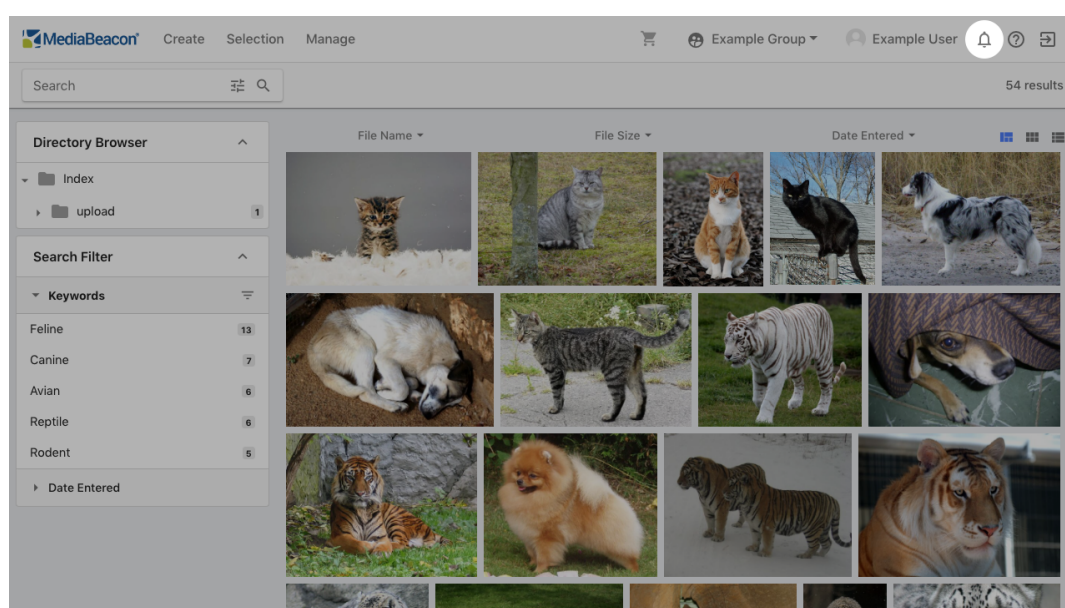 MediaBeacon® Create Selection Manage Example Group Example User
Search 54 results
Directory Browser
Index
upload 1
Search Filter
Keywords
Feline 13
Canine 7
Avian 6
Reptile 6
Rodent 5
Date Entered
File Name File Size Date Entered